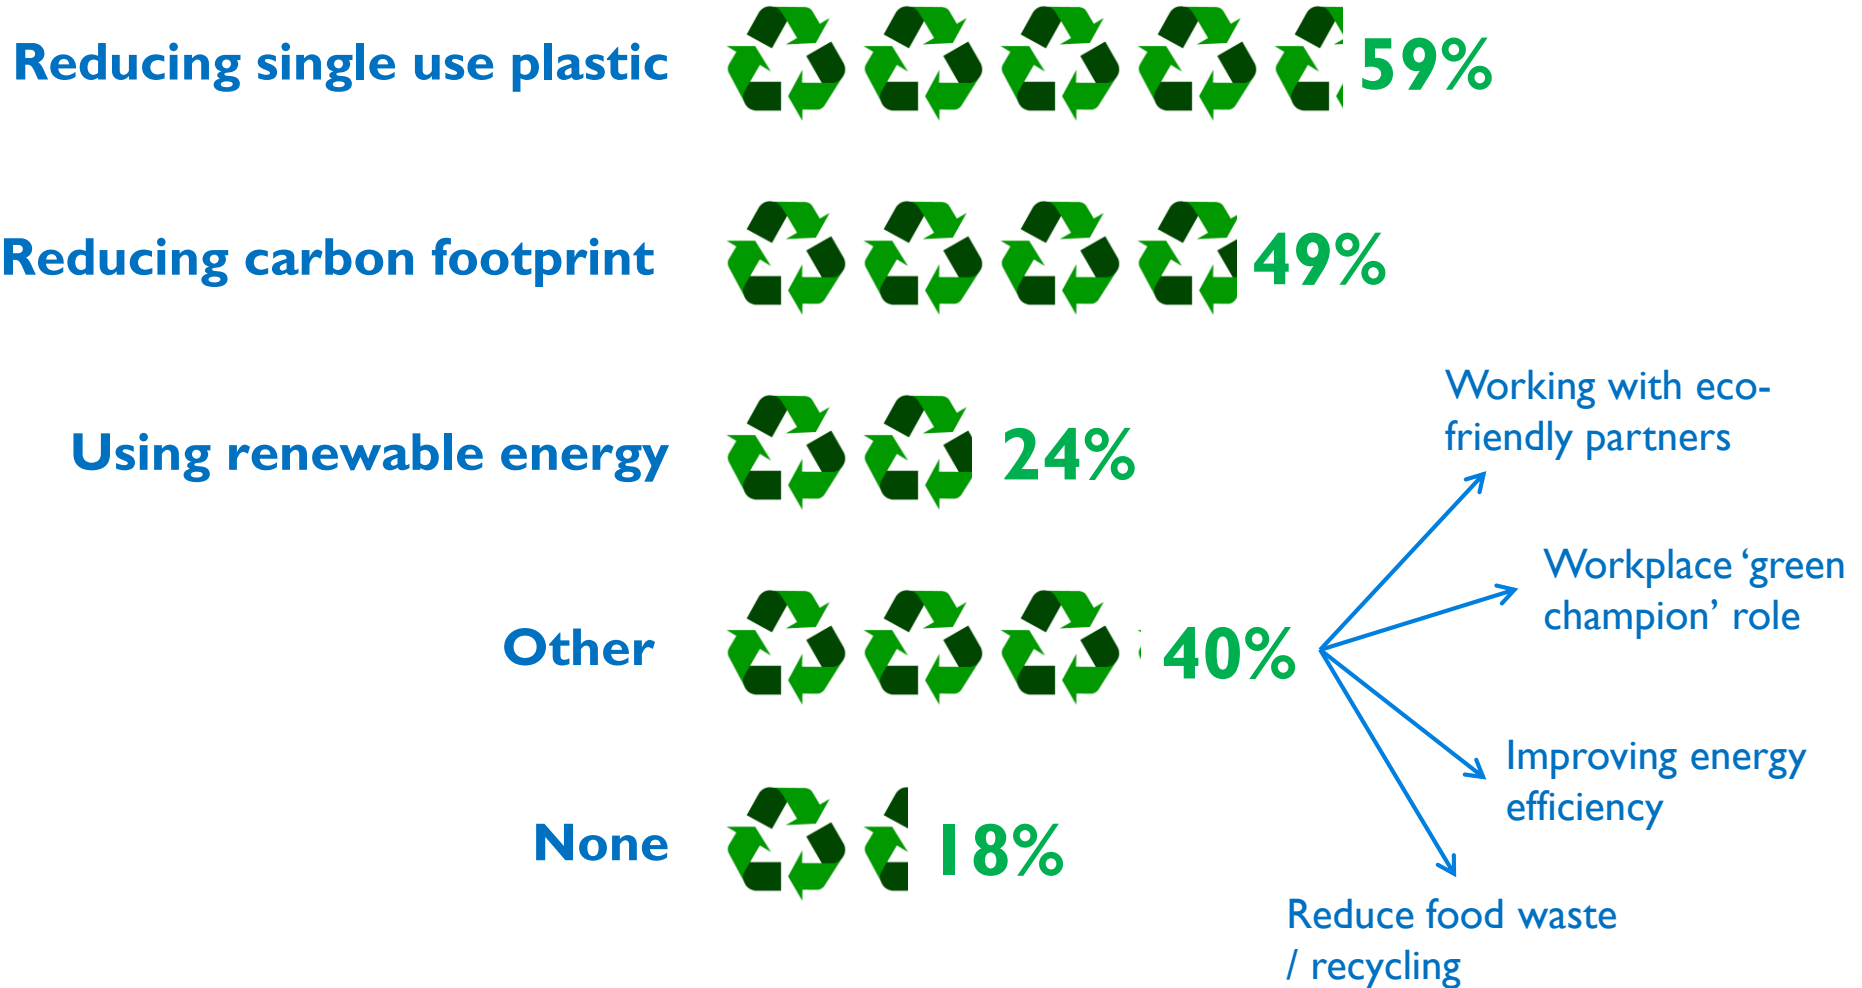 Reducing single use plastic 59%
Reducing carbon footprint 49%
Using renewable energy 24%
Other 40%
None 18%
Working with eco-
friendly partners
Workplace ‘green
champion’ role
Improving energy
efficiency
Reduce food waste
/ recycling